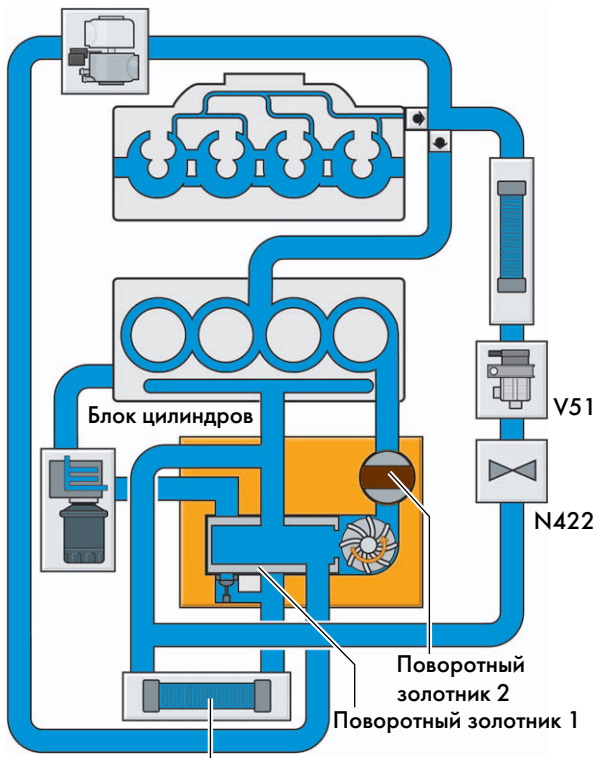 Блок цилиндров
V51
N422
Поворотный
золотник 2
Поворотный золотник 1